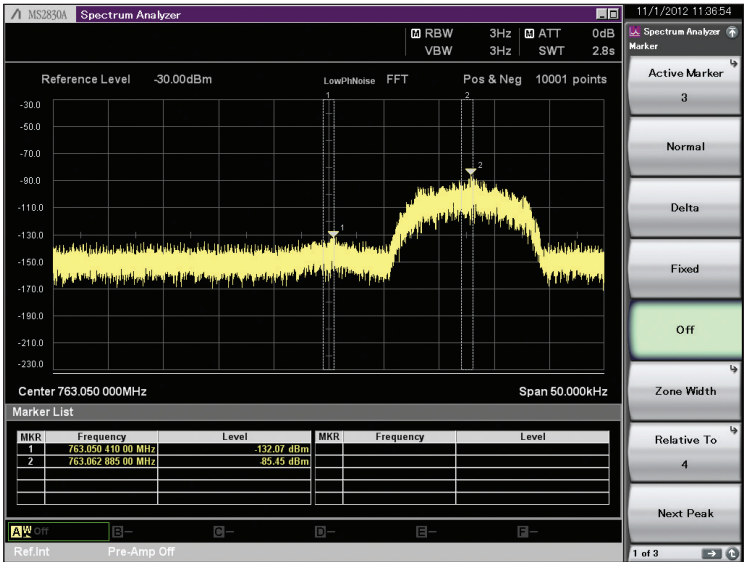 MS2830A Spectrum Analyzer
11/1/2012 11:36:54
M RBW 3Hz M ATT 0dB
VBW 3Hz SWT 2.8s
Reference Level -30.00dBm LowPhNoise FFT Pos & Neg 10001 points
1 2
-30.0
-50.0
-70.0
-90.0
-110.0
-130.0
-150.0
-170.0
-190.0
-210.0
-230.0
2
1
Center 763.050 000MHz Span 50.000kHz
Marker List
MKR Frequency Level MKR Frequency Level
1 763.050 410 00 MHz -132.07 dBm
2 763.062 885 00 MHz -85.45 dBm
A W Off B – C – D – E – F –
Ref.Int Pre-Amp Off
Spectrum Analyzer
Marker
Active Marker
3
Normal
Delta
Fixed
Off
Zone Width
Relative To
4
Next Peak
1 of 3